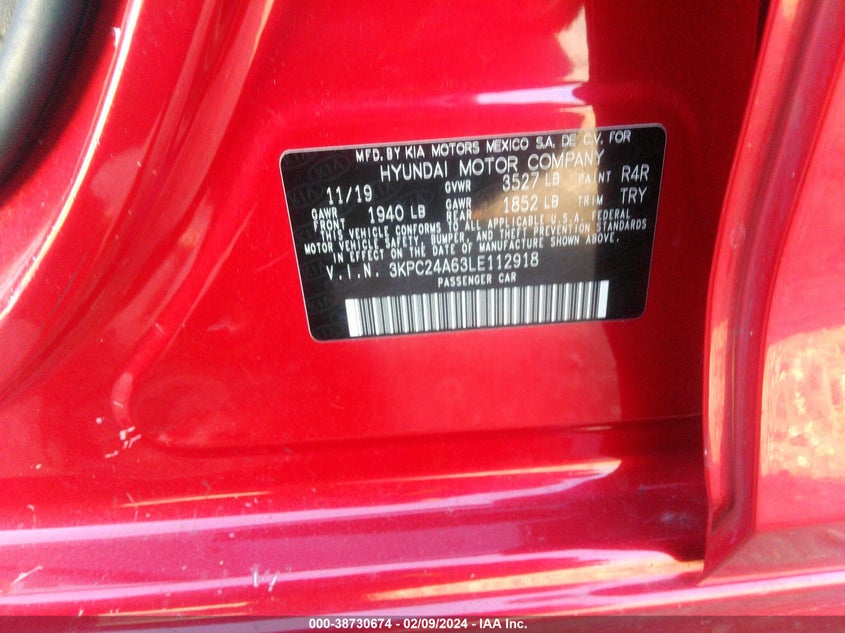 MFD. BY KIA MOTORS MEXICO S.A. DE C.V. FOR
HYUNDAI MOTOR COMPANY
11/19 GVWR 3527 LB PAINT R4R
GAWR FRONT 1940 LB GAWR REAR 1852 LB TRIM TRY
THIS VEHICLE CONFORMS TO ALL APPLICABLE U.S.A. FEDERAL
MOTOR VEHICLE SAFETY, BUMPER, AND THEFT PREVENTION STANDARDS
IN EFFECT ON THE DATE OF MANUFACTURE SHOWN ABOVE.
V.I.N. 3KPC24A63LE112918
PASSENGER CAR
000-38730674 - 02/09/2024 - IAA Inc.